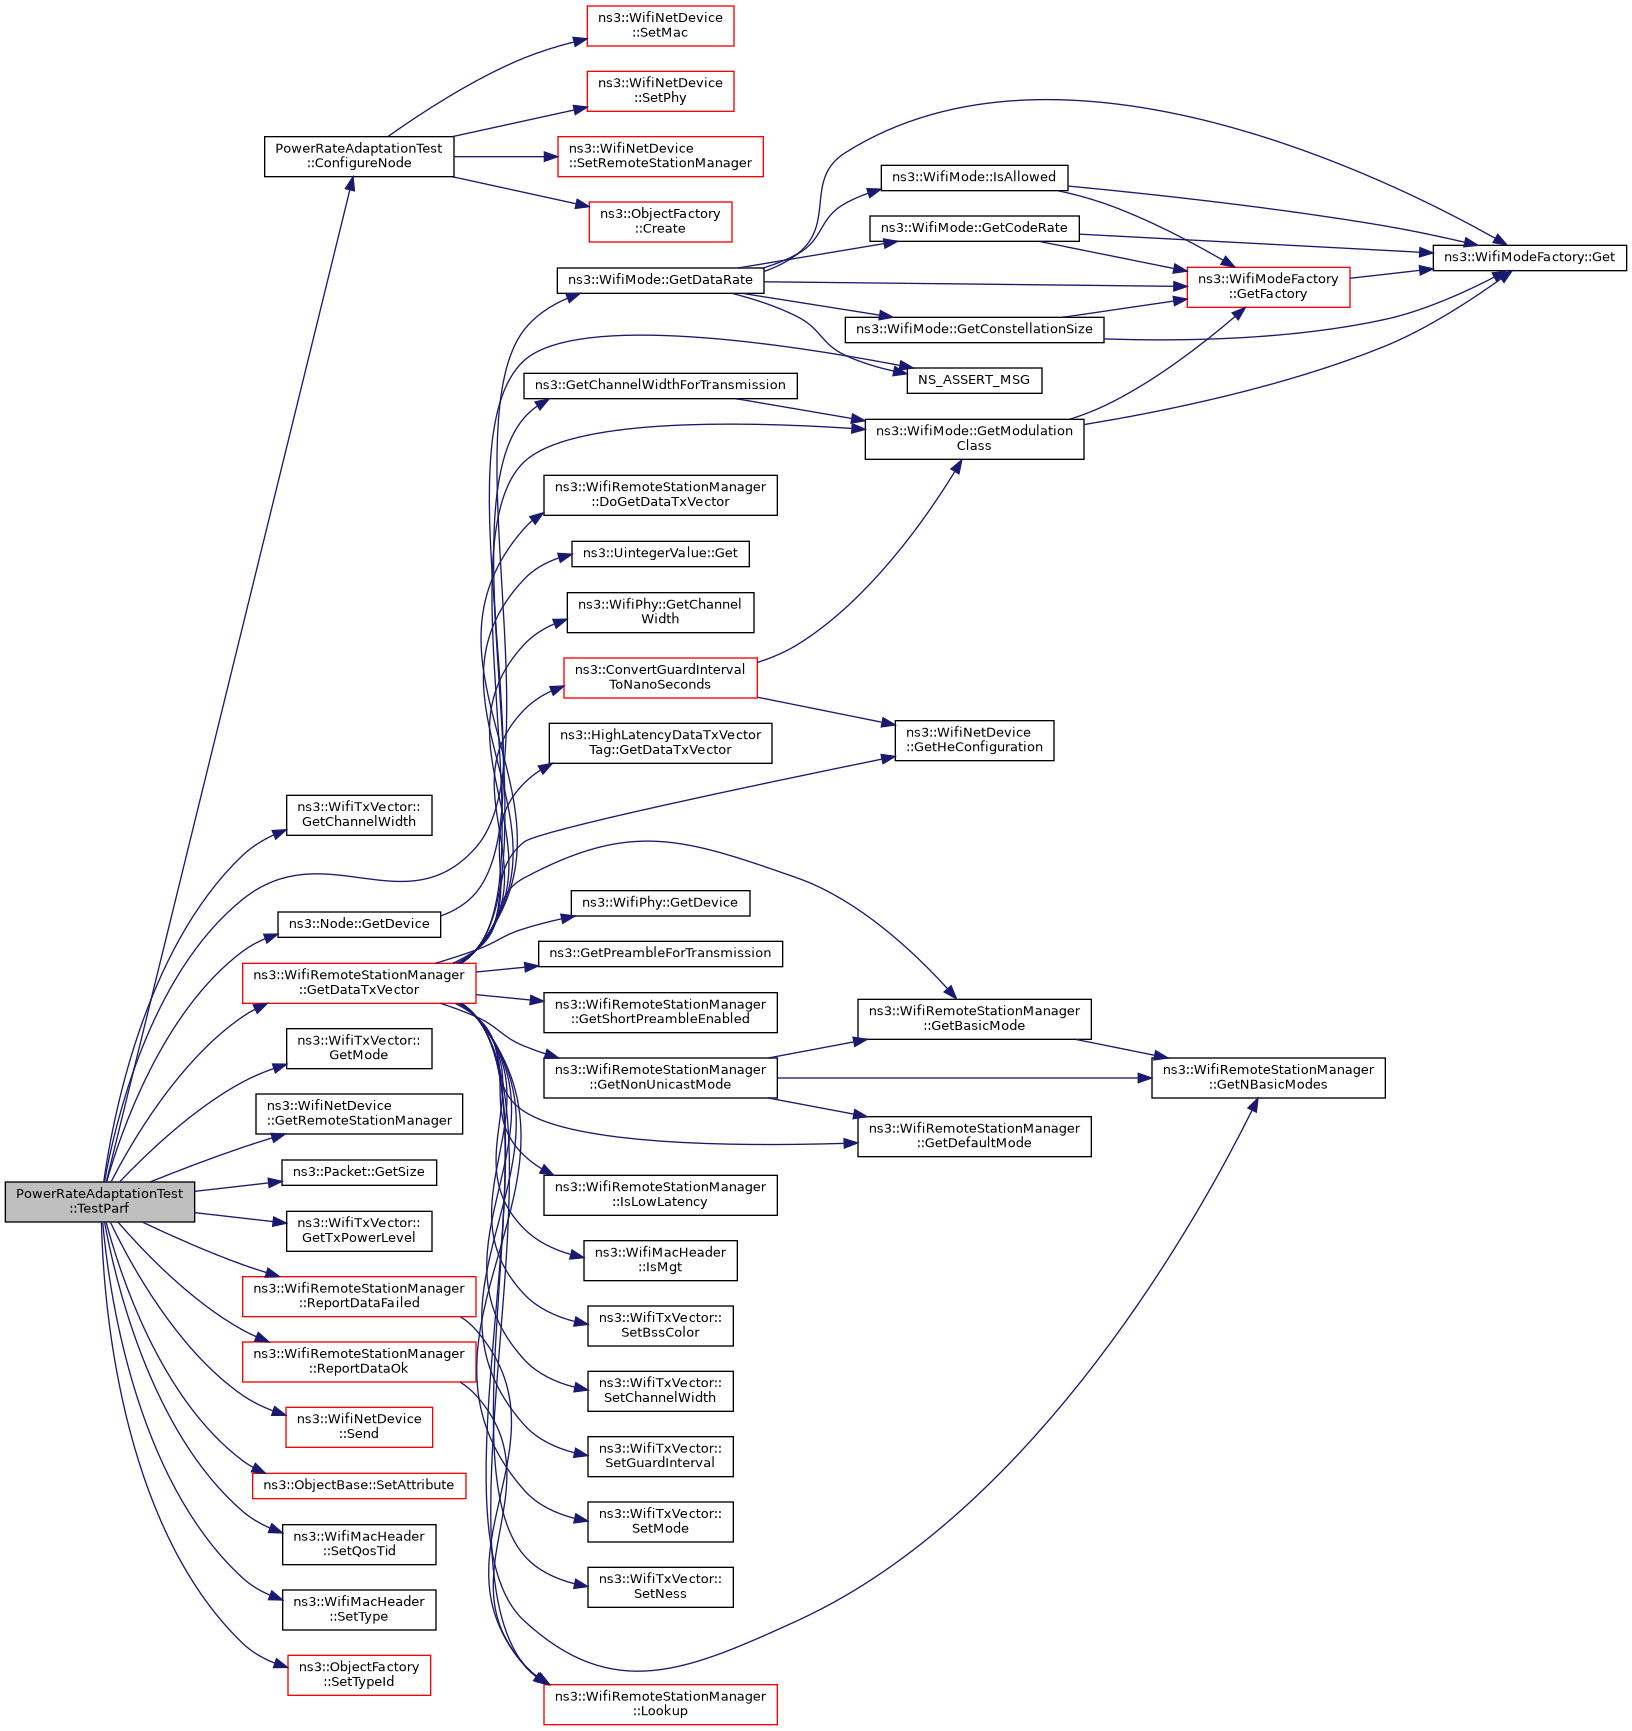 ns3::WifiNetDevice
::SetMac
ns3::WifiNetDevice
::SetPhy
PowerRateAdaptationTest
::ConfigureNode
ns3::WifiNetDevice
::SetRemoteStationManager
ns3::ObjectFactory
::Create
ns3::WifiMode::IsAllowed
ns3::WifiMode::GetCodeRate
ns3::WifiModeFactory::Get
ns3::WifiMode::GetDataRate
ns3::WifiModeFactory
::GetFactory
ns3::WifiMode::GetConstellationSize
NS_ASSERT_MSG
ns3::GetChannelWidthForTransmission
ns3::WifiMode::GetModulation
Class
ns3::WifiRemoteStationManager
::DoGetDataTxVector
ns3::UintegerValue::Get
ns3::WifiPhy::GetChannel
Width
ns3::ConvertGuardInterval
ToNanoSeconds
ns3::HighLatencyDataTxVector
Tag::GetDataTxVector
ns3::WifiNetDevice
::GetHeConfiguration
ns3::WifiTxVector::
GetChannelWidth
ns3::Node::GetDevice
ns3::WifiPhy::GetDevice
ns3::GetPreambleForTransmission
ns3::WifiRemoteStationManager
::GetDataTxVector
ns3::WifiRemoteStationManager
::GetShortPreambleEnabled
ns3::WifiRemoteStationManager
::GetBasicMode
ns3::WifiTxVector::
GetMode
ns3::WifiRemoteStationManager
::GetNonUnicastMode
ns3::WifiRemoteStationManager
::GetNBasicModes
ns3::WifiNetDevice
::GetRemoteStationManager
ns3::WifiRemoteStationManager
::GetDefaultMode
ns3::Packet::GetSize
PowerRateAdaptationTest
::TestParf
ns3::WifiRemoteStationManager
::IsLowLatency
ns3::WifiTxVector::
GetTxPowerLevel
ns3::WifiMacHeader
::IsMgt
ns3::WifiRemoteStationManager
::ReportDataFailed
ns3::WifiTxVector::
SetBssColor
ns3::WifiRemoteStationManager
::ReportDataOk
ns3::WifiTxVector::
SetChannelWidth
ns3::WifiNetDevice
::Send
ns3::WifiTxVector::
SetGuardInterval
ns3::ObjectBase::SetAttribute
ns3::WifiTxVector::
SetMode
ns3::WifiMacHeader
::SetQosTid
ns3::WifiTxVector::
SetNess
ns3::WifiMacHeader
::SetType
ns3::ObjectFactory
::SetTypeId
ns3::WifiRemoteStationManager
::Lookup